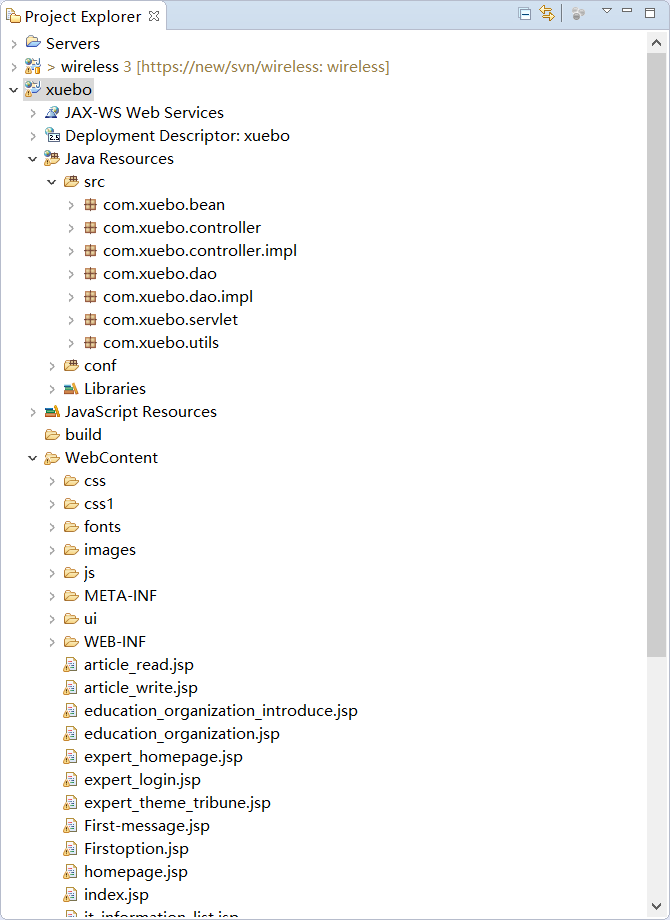 Project Explorer
Servers
> wireless 3 [https://new/svn/wireless: wireless]
xuebo
JAX-WS Web Services
2.5 Deployment Descriptor: xuebo
Java Resources
src
com.xuebo.bean
com.xuebo.controller
com.xuebo.controller.impl
com.xuebo.dao
com.xuebo.dao.impl
com.xuebo.servlet
com.xuebo.utils
conf
Libraries
JavaScript Resources
build
WebContent
css
css1
fonts
images
js
META-INF
ui
WEB-INF
article_read.jsp
article_write.jsp
education_organization_introduce.jsp
education_organization.jsp
expert_homepage.jsp
expert_login.jsp
expert_theme_tribune.jsp
First-message.jsp
Firstoption.jsp
homepage.jsp
index.jsp
it_information_list.jsp